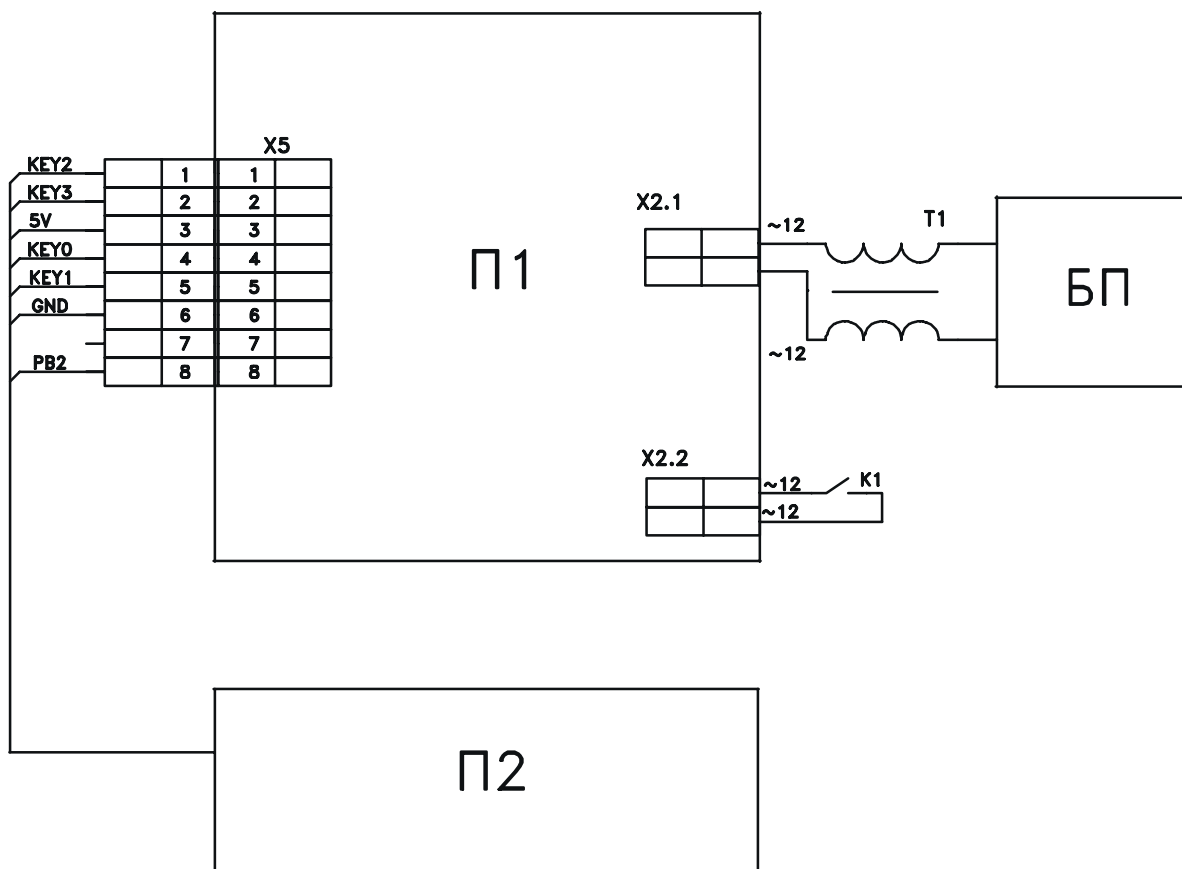 X5
KEY2 1 1
KEY3 2 2
5V 3 3
KEY0 4 4
KEY1 5 5
GND 6 6
7 7
PB2 8 8
П1
X2.1
~12
T1
~12
БП
X2.2
~12
K1
~12
П2